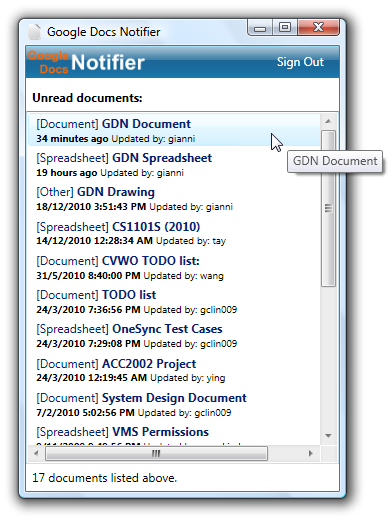 Google Docs Notifier
Google
Docs Notifier
Sign Out
Unread documents:
[Document] GDN Document
34 minutes ago Updated by: gianni
GDN Document
[Spreadsheet] GDN Spreadsheet
19 hours ago Updated by: gianni
[Other] GDN Drawing
18/12/2010 3:51:43 PM Updated by: gianni
[Spreadsheet] CS1101S (2010)
14/12/2010 12:28:34 AM Updated by: tay
[Document] CVWO TODO list:
31/5/2010 8:40:00 PM Updated by: wang
[Document] TODO list
24/3/2010 7:36:56 PM Updated by: gclin009
[Spreadsheet] OneSync Test Cases
24/3/2010 7:29:08 PM Updated by: gclin009
[Document] ACC2002 Project
24/3/2010 12:19:45 AM Updated by: ying
[Document] System Design Document
7/2/2010 5:02:56 PM Updated by: gclin009
[Spreadsheet] VMS Permissions
17 documents listed above.